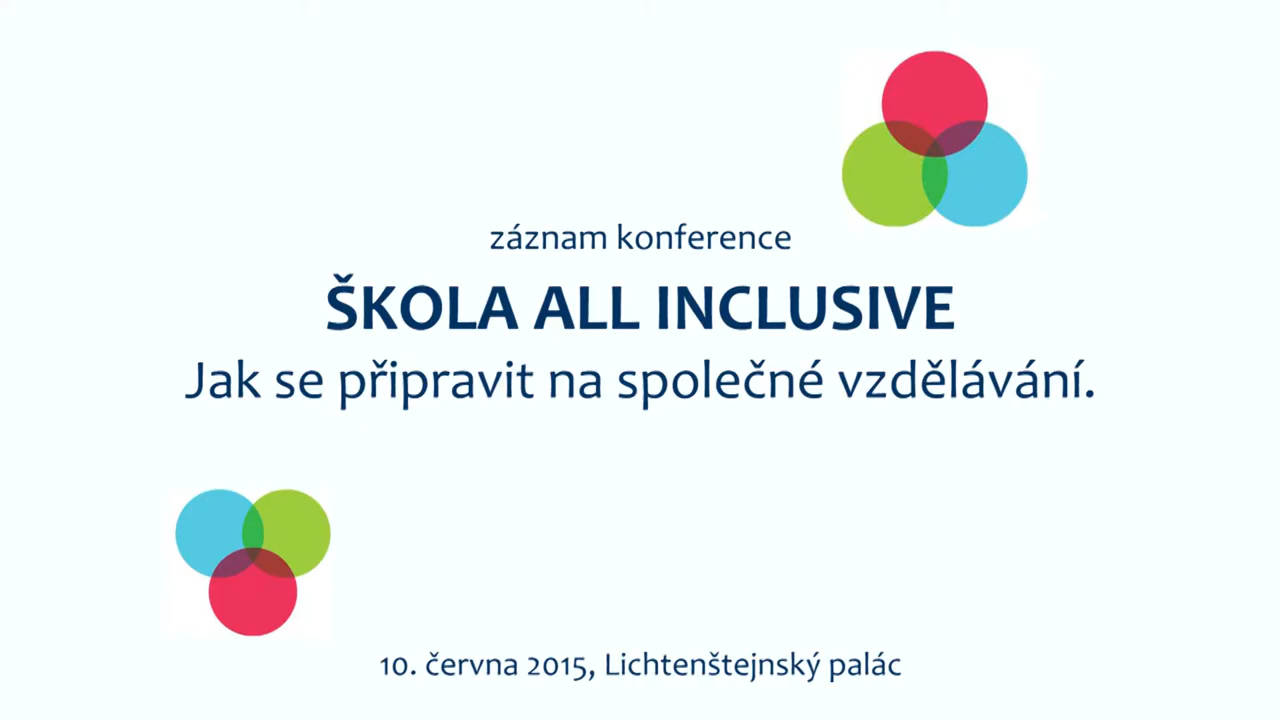 záznam konference
ŠKOLA ALL INCLUSIVE
Jak se připravit na společné vzdělávání.
10. června 2015, Lichtenštejnský palác